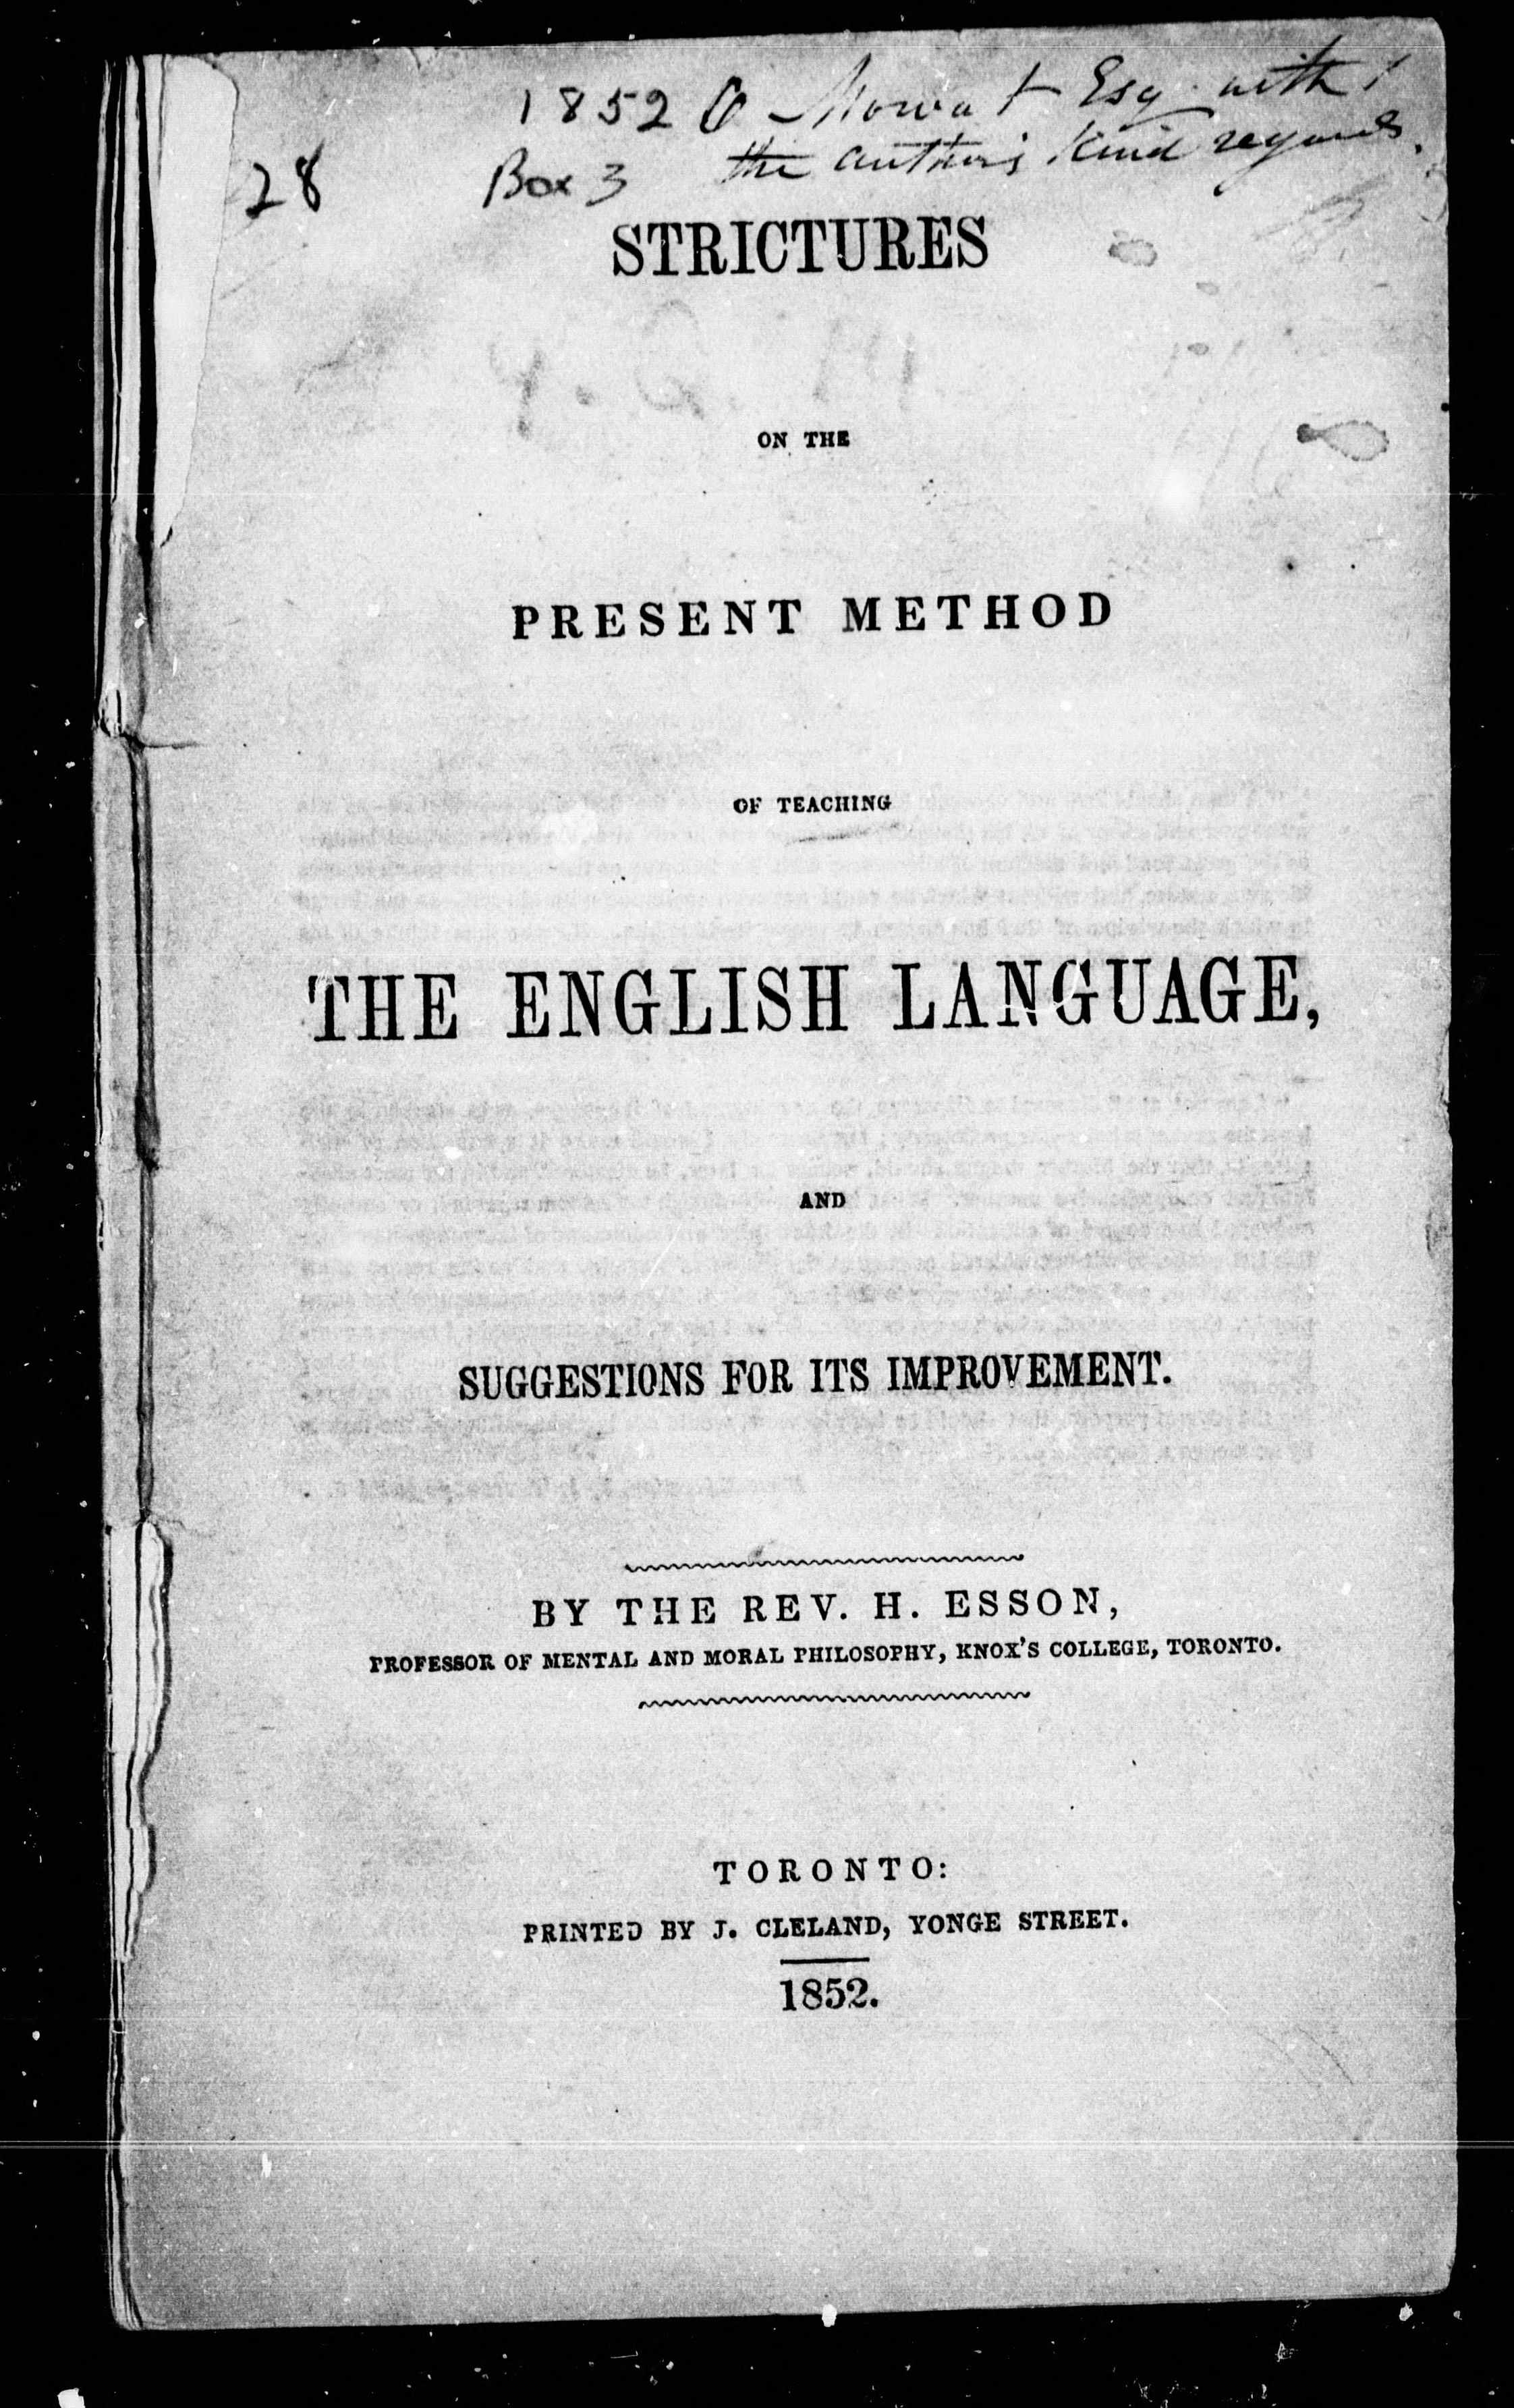 1852 O Mowat Esq. with
the author's kind regards.
28 Box 3
STRICTURES
ON THE
PRESENT METHOD
OF TEACHING
THE ENGLISH LANGUAGE,
AND
SUGGESTIONS FOR ITS IMPROVEMENT.
BY THE REV. H. ESSON,
PROFESSOR OF MENTAL AND MORAL PHILOSOPHY, KNOX'S COLLEGE, TORONTO.
TORONTO:
PRINTED BY J. CLELAND, YONGE STREET.
1852.